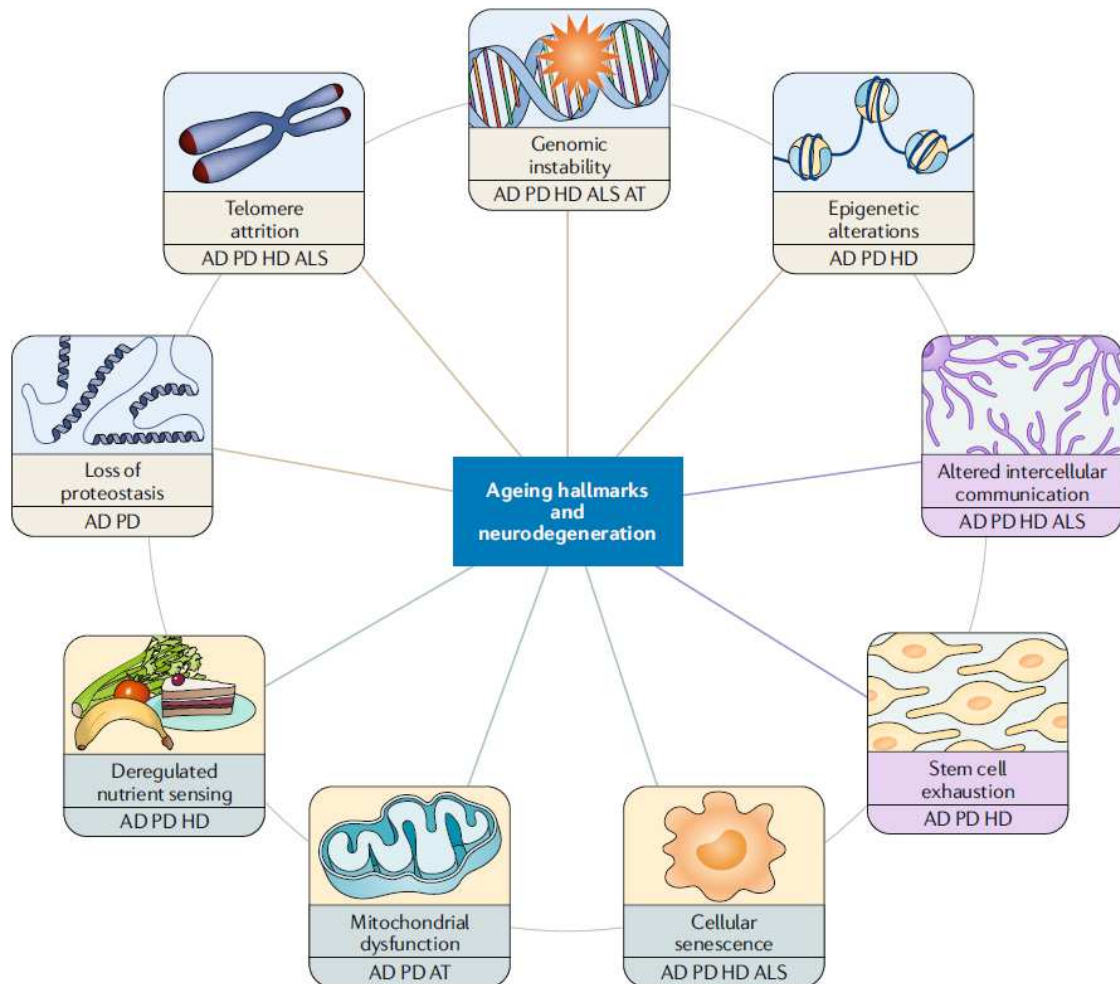 Genomic
instability
AD PD HD ALS AT
Telomere
attrition
AD PD HD ALS
Epigenetic
alterations
AD PD HD
Loss of
proteostasis
AD PD
Ageing hallmarks
and
neurodegeneration
Altered intercellular
communication
AD PD HD ALS
Deregulated
nutrient sensing
AD PD HD
Stem cell
exhaustion
AD PD HD
Mitochondrial
dysfunction
AD PD AT
Cellular
senescence
AD PD HD ALS